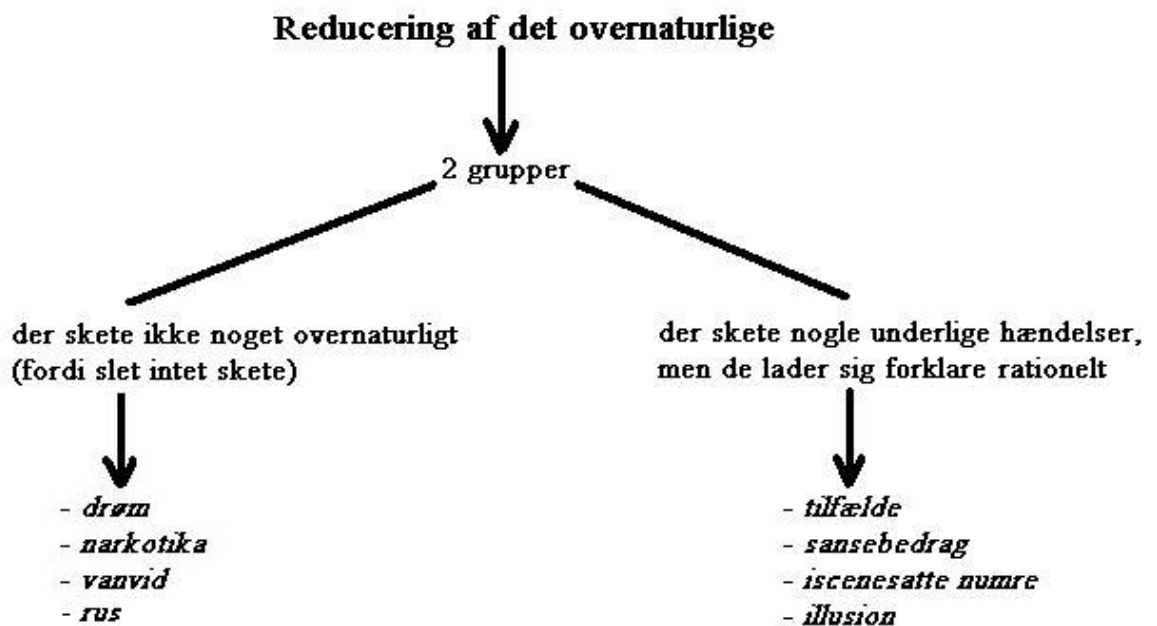 Reducering af det overnaturlige
2 grupper
der skete ikke noget overnaturligt
(fordi slet intet skete)
- drøm
- narkotika
- vanvid
- rus
der skete nogle underlige hændelser,
men de lader sig forklare rationelt
- tilfælde
- sansebedrag
- iscenesatte numre
- illusion